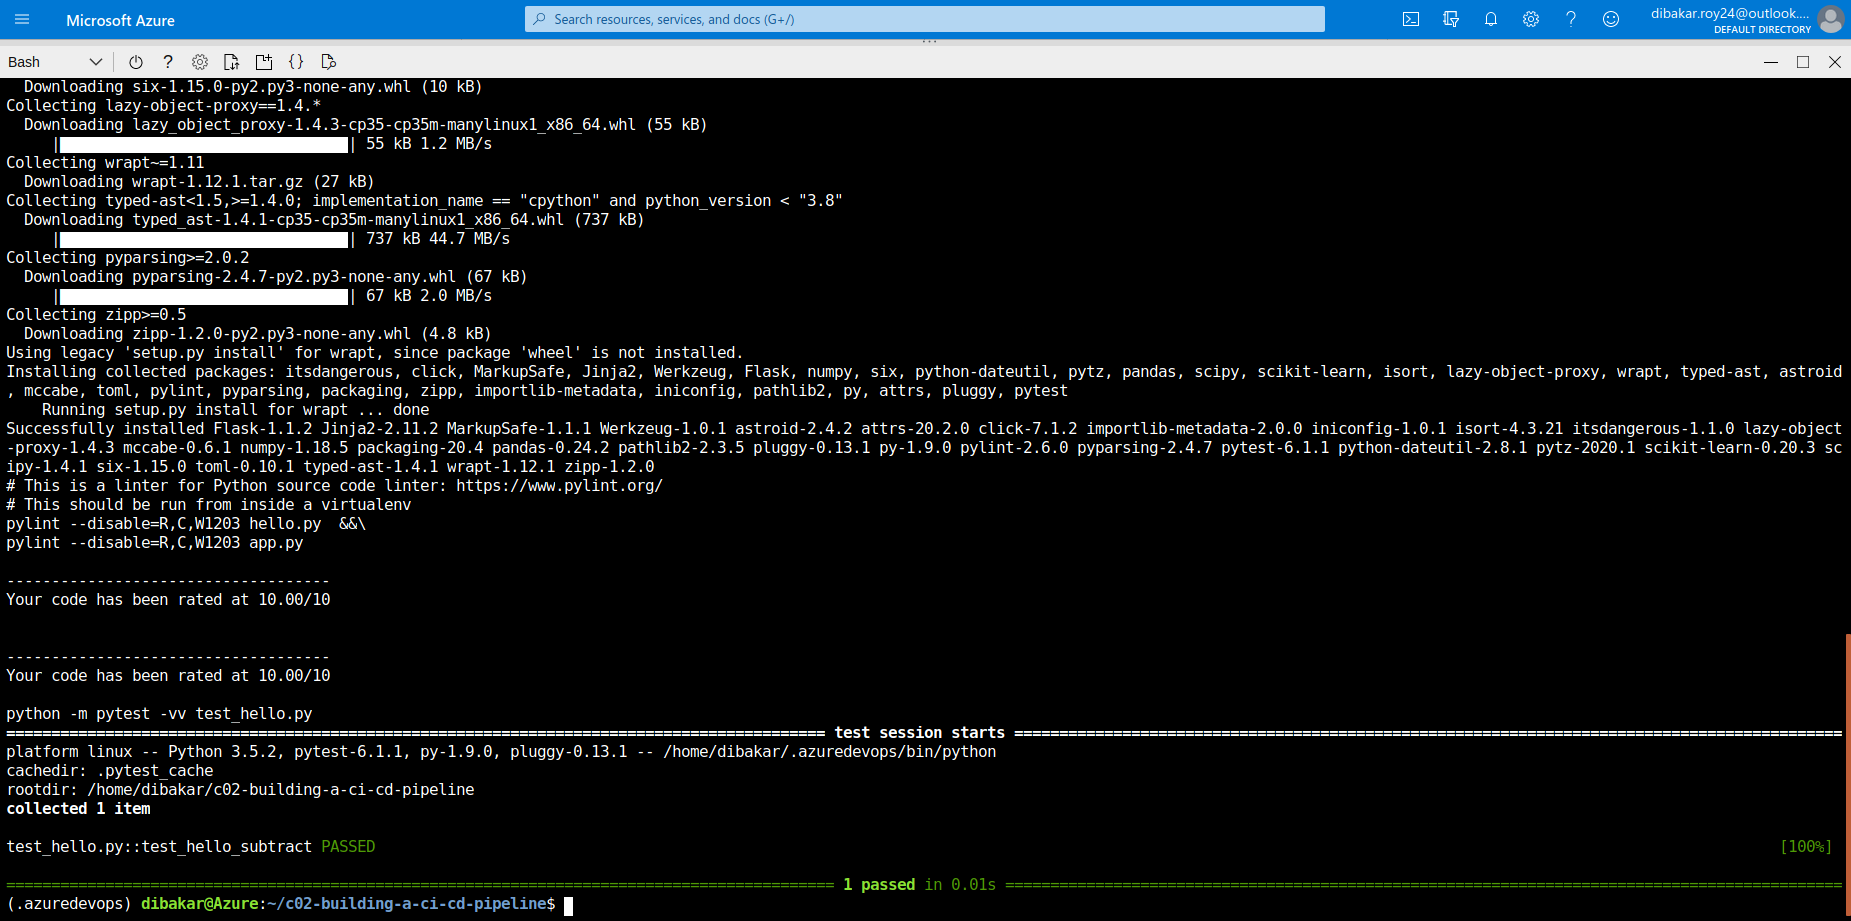 Microsoft Azure
Search resources, services, and docs (G+/)
dibakar.roy24@outlook....
DEFAULT DIRECTORY
Bash
  Downloading six-1.15.0-py2.py3-none-any.whl (10 kB)
Collecting lazy-object-proxy==1.4.*
  Downloading lazy_object_proxy-1.4.3-cp35-cp35m-manylinux1_x86_64.whl (55 kB)
     |████████████████████████████████| 55 kB 1.2 MB/s
Collecting wrapt~=1.11
  Downloading wrapt-1.12.1.tar.gz (27 kB)
Collecting typed-ast<1.5,>=1.4.0; implementation_name == "cpython" and python_version < "3.8"
  Downloading typed_ast-1.4.1-cp35-cp35m-manylinux1_x86_64.whl (737 kB)
     |████████████████████████████████| 737 kB 44.7 MB/s
Collecting pyparsing>=2.0.2
  Downloading pyparsing-2.4.7-py2.py3-none-any.whl (67 kB)
     |████████████████████████████████| 67 kB 2.0 MB/s
Collecting zipp>=0.5
  Downloading zipp-1.2.0-py2.py3-none-any.whl (4.8 kB)
Using legacy 'setup.py install' for wrapt, since package 'wheel' is not installed.
Installing collected packages: itsdangerous, click, MarkupSafe, Jinja2, Werkzeug, Flask, numpy, six, python-dateutil, pytz, pandas, scipy, scikit-learn, isort, lazy-object-proxy, wrapt, typed-ast, astroid
, mccabe, toml, pylint, pyparsing, packaging, zipp, importlib-metadata, iniconfig, pathlib2, py, attrs, pluggy, pytest
    Running setup.py install for wrapt ... done
Successfully installed Flask-1.1.2 Jinja2-2.11.2 MarkupSafe-1.1.1 Werkzeug-1.0.1 astroid-2.4.2 attrs-20.2.0 click-7.1.2 importlib-metadata-2.0.0 iniconfig-1.0.1 isort-4.3.21 itsdangerous-1.1.0 lazy-object
-proxy-1.4.3 mccabe-0.6.1 numpy-1.18.5 packaging-20.4 pandas-0.24.2 pathlib2-2.3.5 pluggy-0.13.1 py-1.9.0 pylint-2.6.0 pyparsing-2.4.7 pytest-6.1.1 python-dateutil-2.8.1 pytz-2020.1 scikit-learn-0.20.3 sc
ipy-1.4.1 six-1.15.0 toml-0.10.1 typed-ast-1.4.1 wrapt-1.12.1 zipp-1.2.0
# This is a linter for Python source code linter: https://www.pylint.org/
# This should be run from inside a virtualenv
pylint --disable=R,C,W1203 hello.py  &&\
pylint --disable=R,C,W1203 app.py
------------------------------------
Your code has been rated at 10.00/10
------------------------------------
Your code has been rated at 10.00/10
python -m pytest -vv test_hello.py
=========================================================================================== test session starts ============================================================================================
platform linux -- Python 3.5.2, pytest-6.1.1, py-1.9.0, pluggy-0.13.1 -- /home/dibakar/.azuredevops/bin/python
cachedir: .pytest_cache
rootdir: /home/dibakar/c02-building-a-ci-cd-pipeline
collected 1 item
test_hello.py::test_hello_subtract PASSED [100%]
============================================================================================ 1 passed in 0.01s =============================================================================================
(.azuredevops) dibakar@Azure:~/c02-building-a-ci-cd-pipeline$